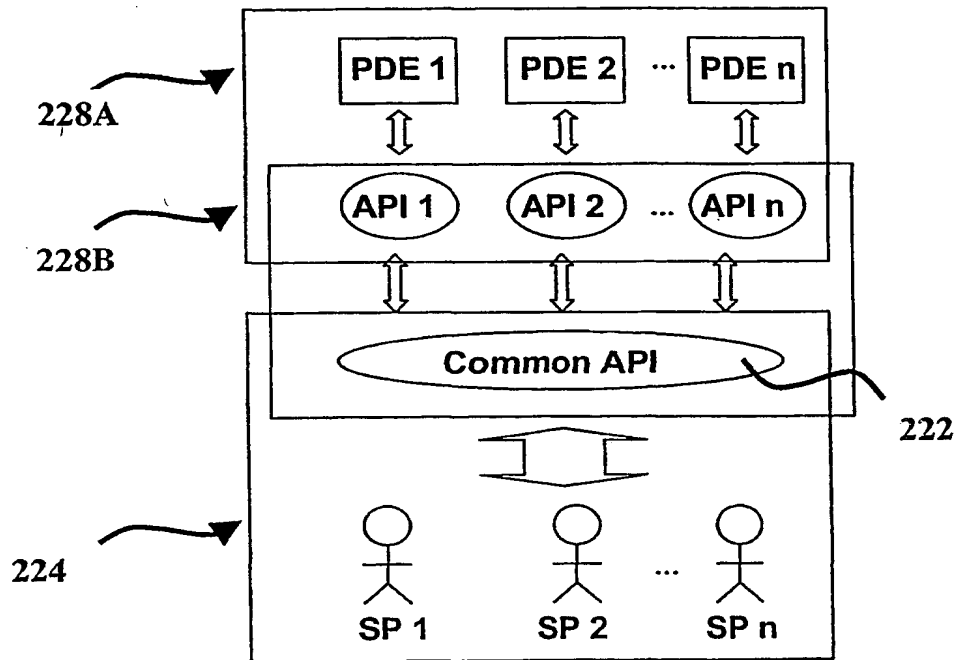 PDE 1 PDE 2 ... PDE n
228A
API 1 API 2 ... API n
228B
Common API
222
224
...
SP 1 SP 2 SP n